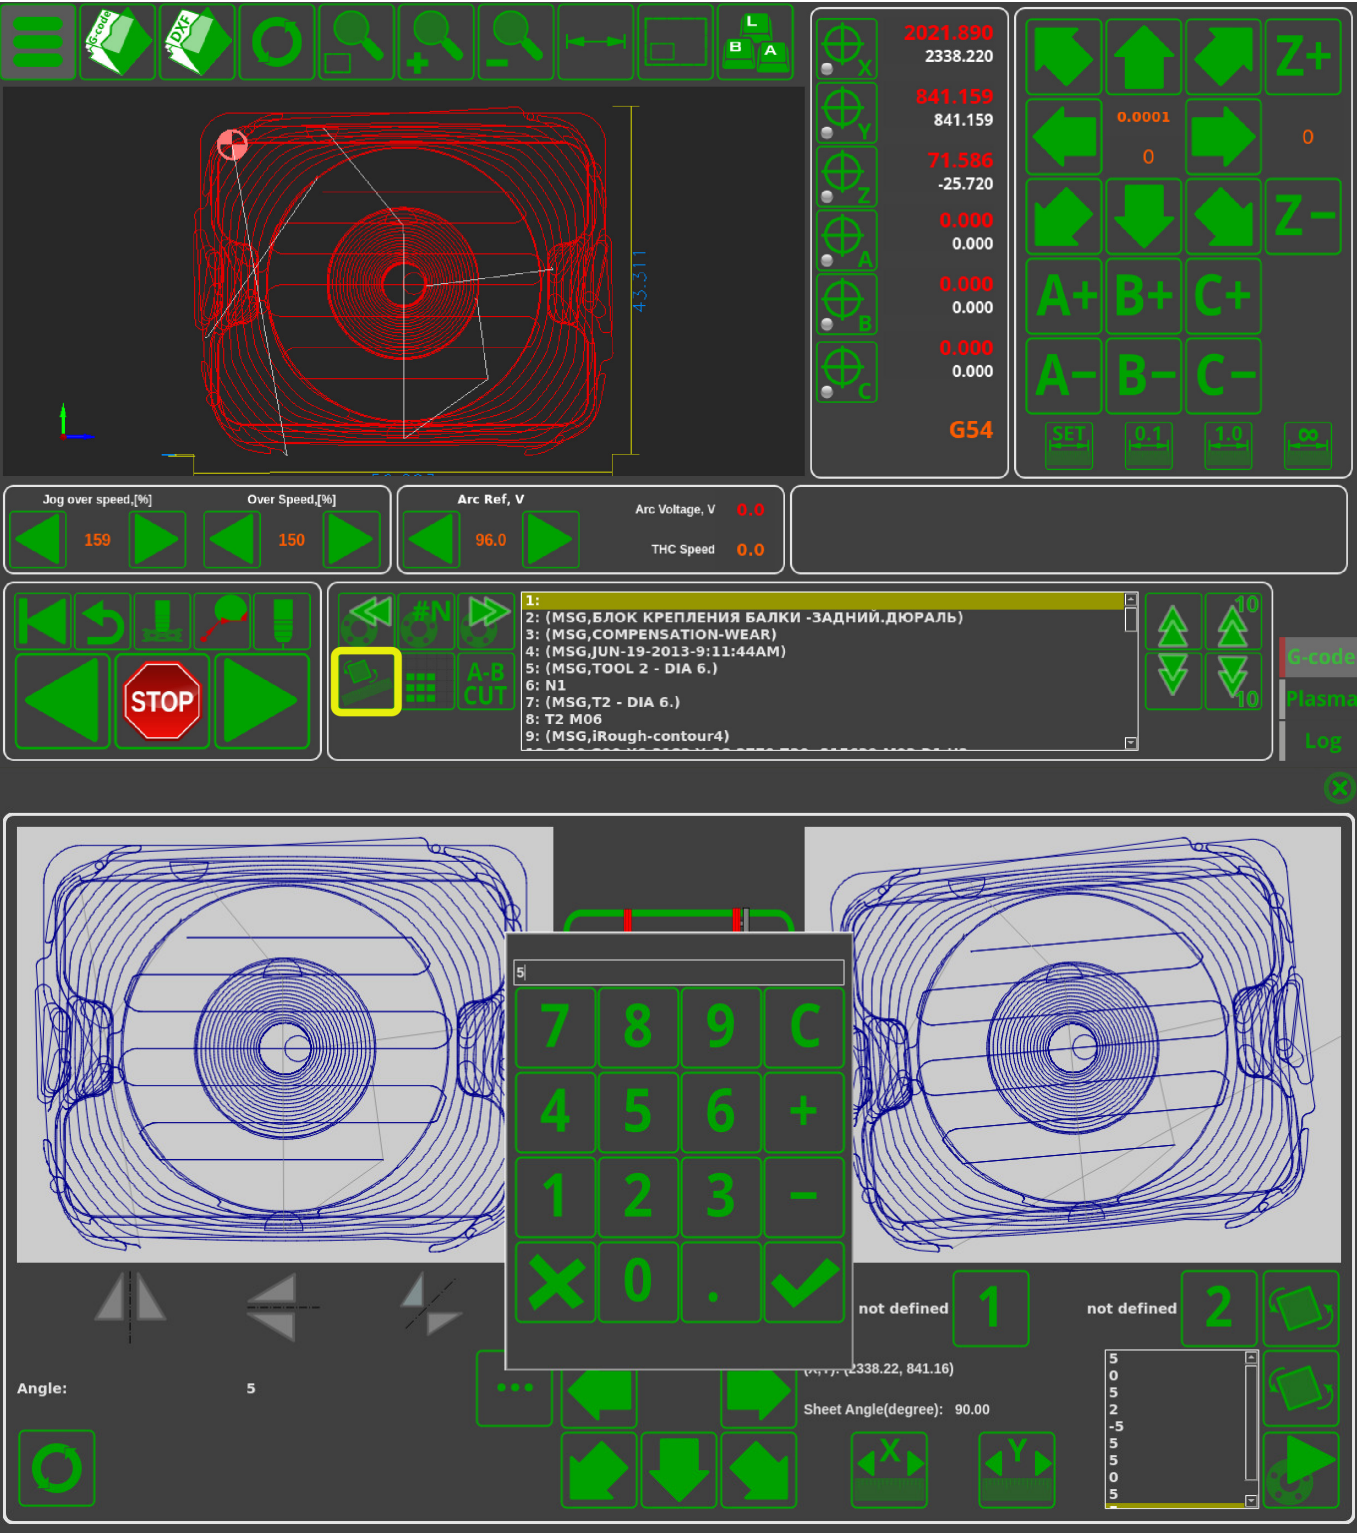 G-code
DXF
L
B
A
X
2021.890
2338.220
Y
841.159
841.159
Z
71.586
-25.720
A
0.000
0.000
B
0.000
0.000
C
0.000
0.000
G54
Z+
0.0001
0
0
Z-
A+ B+ C+
A- B- C-
SET 0.1 1.0 ∞
43.311
Jog over speed,[%]
159
Over Speed,[%]
150
Arc Ref, V
96.0
Arc Voltage, V 0.0
THC Speed 0.0
STOP
#N
A-B
CUT
1:
2: (MSG,БЛОК КРЕПЛЕНИЯ БАЛКИ -ЗАДНИЙ.ДЮРАЛЬ)
3: (MSG,COMPENSATION-WEAR)
4: (MSG,JUN-19-2013-9:11:44AM)
5: (MSG,TOOL 2 - DIA 6.)
6: N1
7: (MSG,T2 - DIA 6.)
8: T2 M06
9: (MSG,iRough-contour4)
10
10
G-code
Plasma
Log
5
7 8 9 C
4 5 6 +
1 2 3 -
0 .
not defined 1
not defined 2
Angle: 5
...
(X,Y): (2338.22, 841.16)
Sheet Angle(degree): 90.00
X
Y
5
0
5
2
-5
5
5
0
5